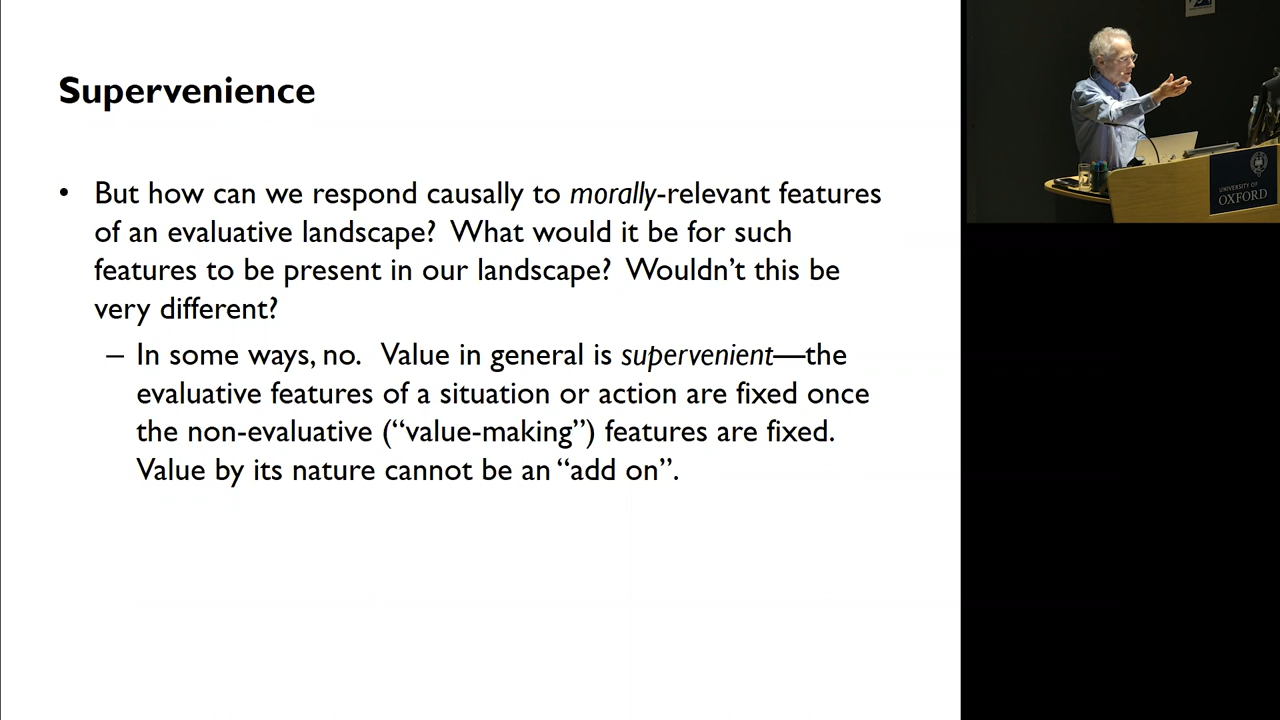 Supervenience
• But how can we respond causally to morally-relevant features
of an evaluative landscape? What would it be for such
features to be present in our landscape? Wouldn’t this be
very different?
– In some ways, no. Value in general is supervenient—the
evaluative features of a situation or action are fixed once
the non-evaluative (“value-making”) features are fixed.
Value by its nature cannot be an “add on”.
UNIVERSITY OF
OXFORD